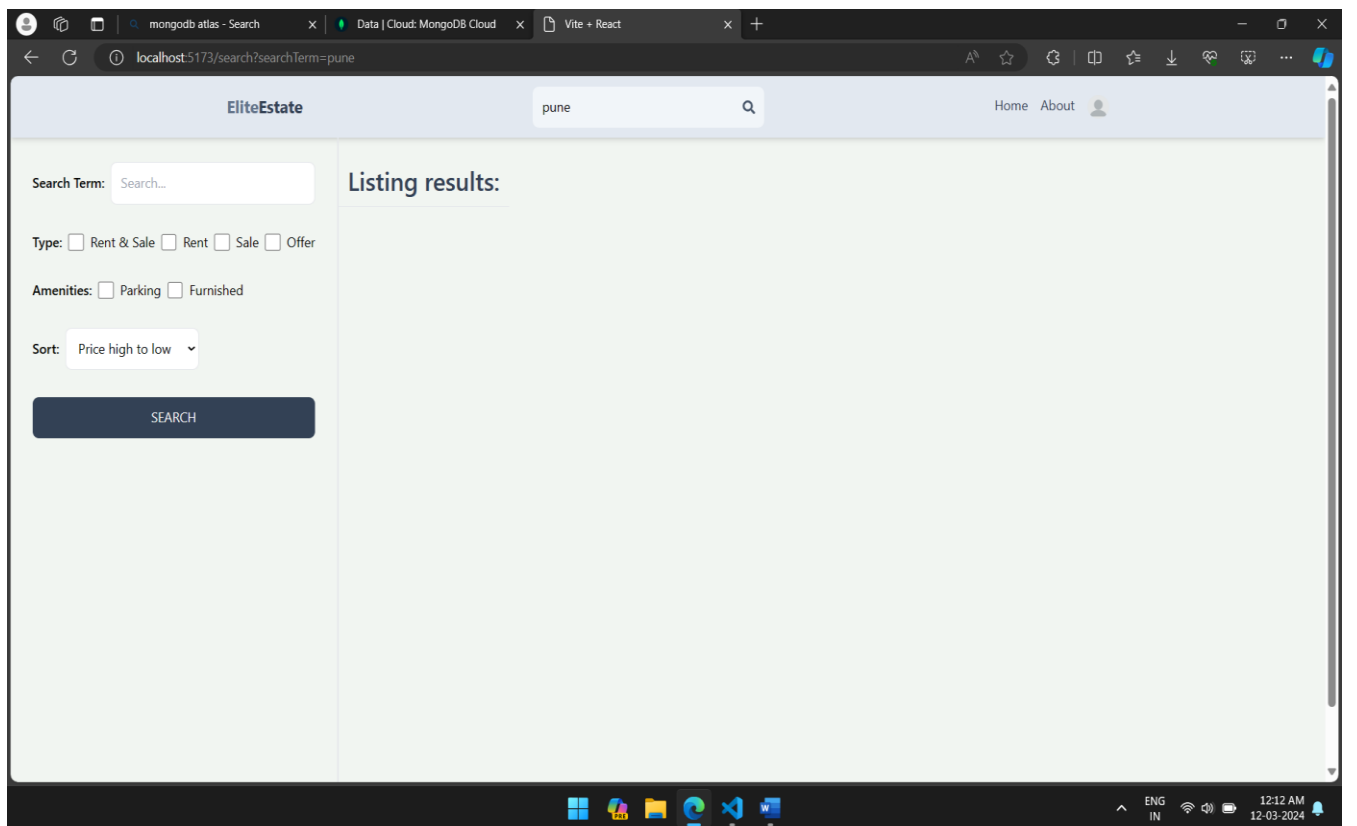 mongodb atlas - Search
Data | Cloud: MongoDB Cloud
Vite + React
localhost:5173/search?searchTerm=pune
EliteEstate
pune
Home About
Search Term: Search...
Listing results:
Type: Rent & Sale Rent Sale Offer
Amenities: Parking Furnished
Sort: Price high to low
SEARCH
PRE
ENG
IN
12:12 AM
12-03-2024